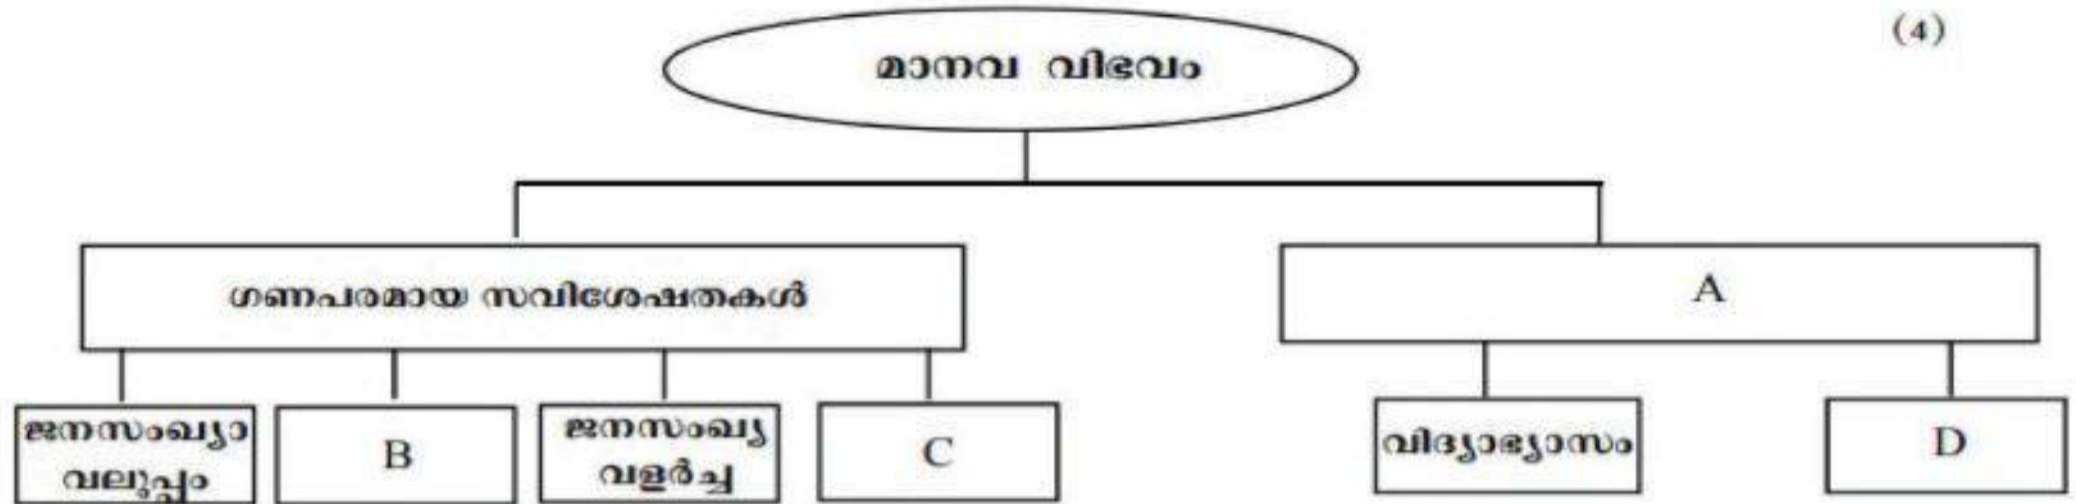 (4)
മാനവ വിഭവം
ഗണപരമായ സവിശേഷതകൾ
A
ജനസംഖ്യാ വലുപ്പം
B
ജനസംഖ്യ വളർച്ച
C
വിദ്യാഭ്യാസം
D